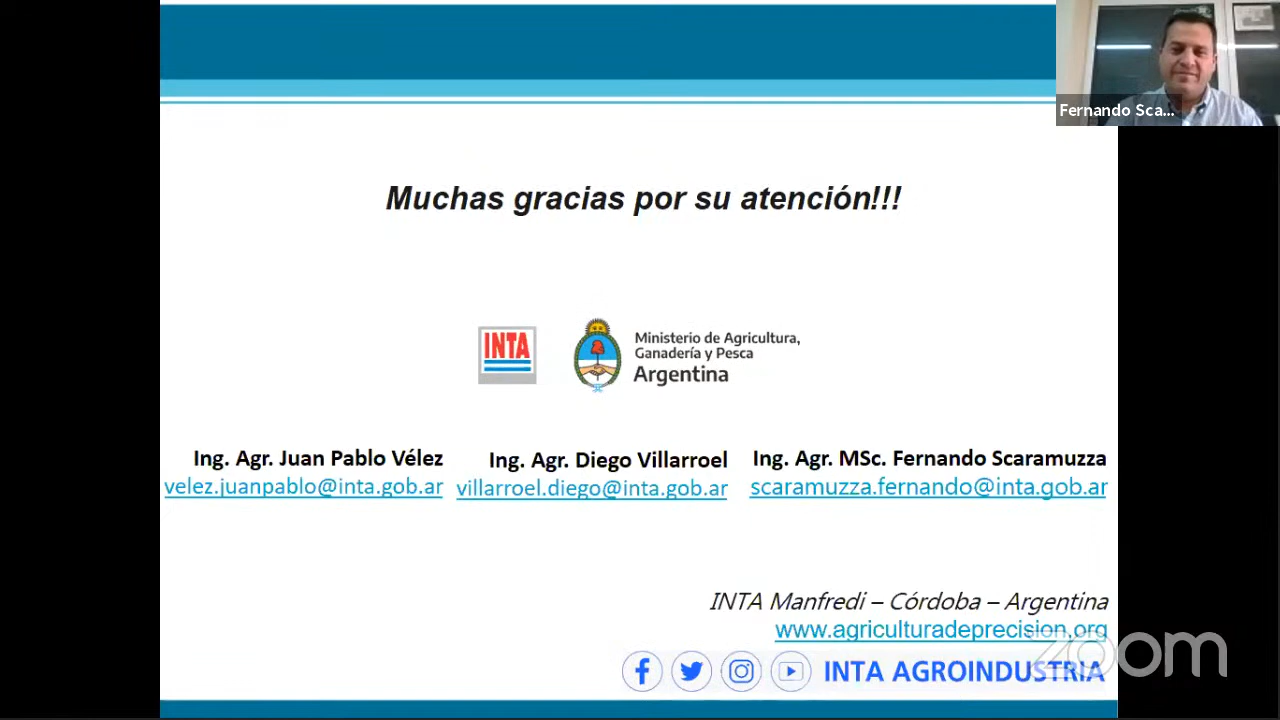 Fernando Sca...
Muchas gracias por su atención!!!
INTA
Ministerio de Agricultura,
Ganadería y Pesca
Argentina
Ing. Agr. Juan Pablo Vélez
velez.juanpablo@inta.gob.ar
Ing. Agr. Diego Villarroel
villarroel.diego@inta.gob.ar
Ing. Agr. MSc. Fernando Scaramuzza
scaramuzza.fernando@inta.gob.ar
INTA Manfredi – Córdoba – Argentina
www.agriculturadeprecision.org
INTA AGROINDUSTRIA
zoom